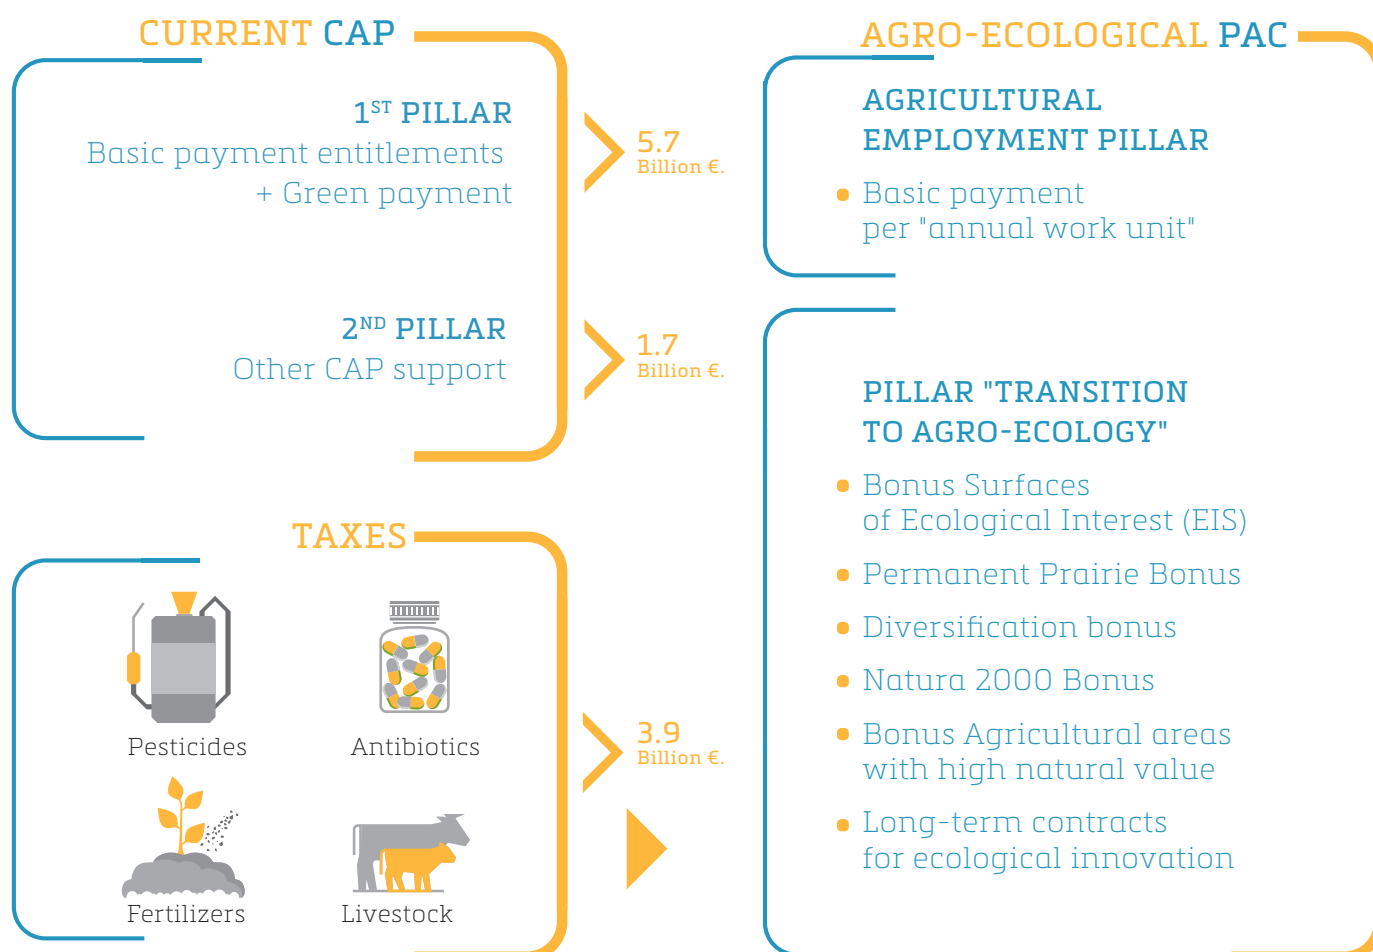 CURRENT CAP
1ST PILLAR
Basic payment entitlements
+ Green payment
5.7
Billion €.
2ND PILLAR
Other CAP support
1.7
Billion €.
TAXES
Pesticides
Antibiotics
Fertilizers
Livestock
3.9
Billion €.
AGRO-ECOLOGICAL PAC
AGRICULTURAL
EMPLOYMENT PILLAR
Basic payment
per "annual work unit"
PILLAR "TRANSITION
TO AGRO-ECOLOGY"
Bonus Surfaces
of Ecological Interest (EIS)
Permanent Prairie Bonus
Diversification bonus
Natura 2000 Bonus
Bonus Agricultural areas
with high natural value
Long-term contracts
for ecological innovation